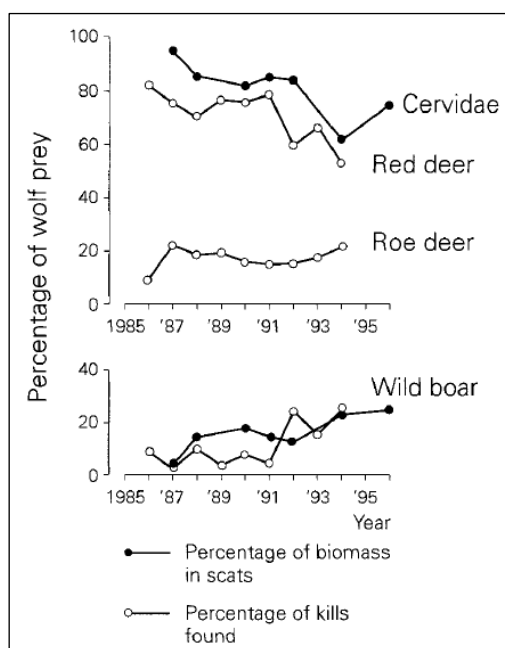 Percentage of wolf prey
100
80
60
40
20
0
Cervidae
Red deer
Roe deer
1985 '87 '89 '91 '93 '95
40
20
0
Wild boar
1985 '87 '89 '91 '93 '95
Year
Percentage of biomass
in scats
Percentage of kills
found